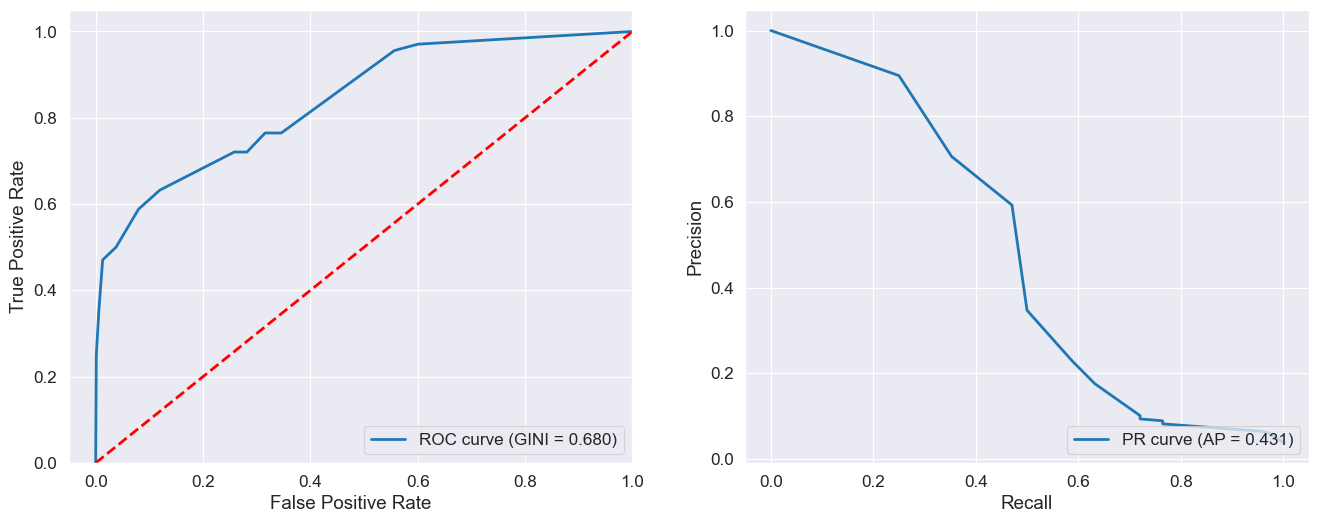 1.0
0.8
0.6
0.4
0.2
0.0
True Positive Rate
0.0 0.2 0.4 0.6 0.8 1.0
False Positive Rate
ROC curve (GINI = 0.680)
1.0
0.8
0.6
0.4
0.2
0.0
Precision
0.0 0.2 0.4 0.6 0.8 1.0
Recall
PR curve (AP = 0.431)